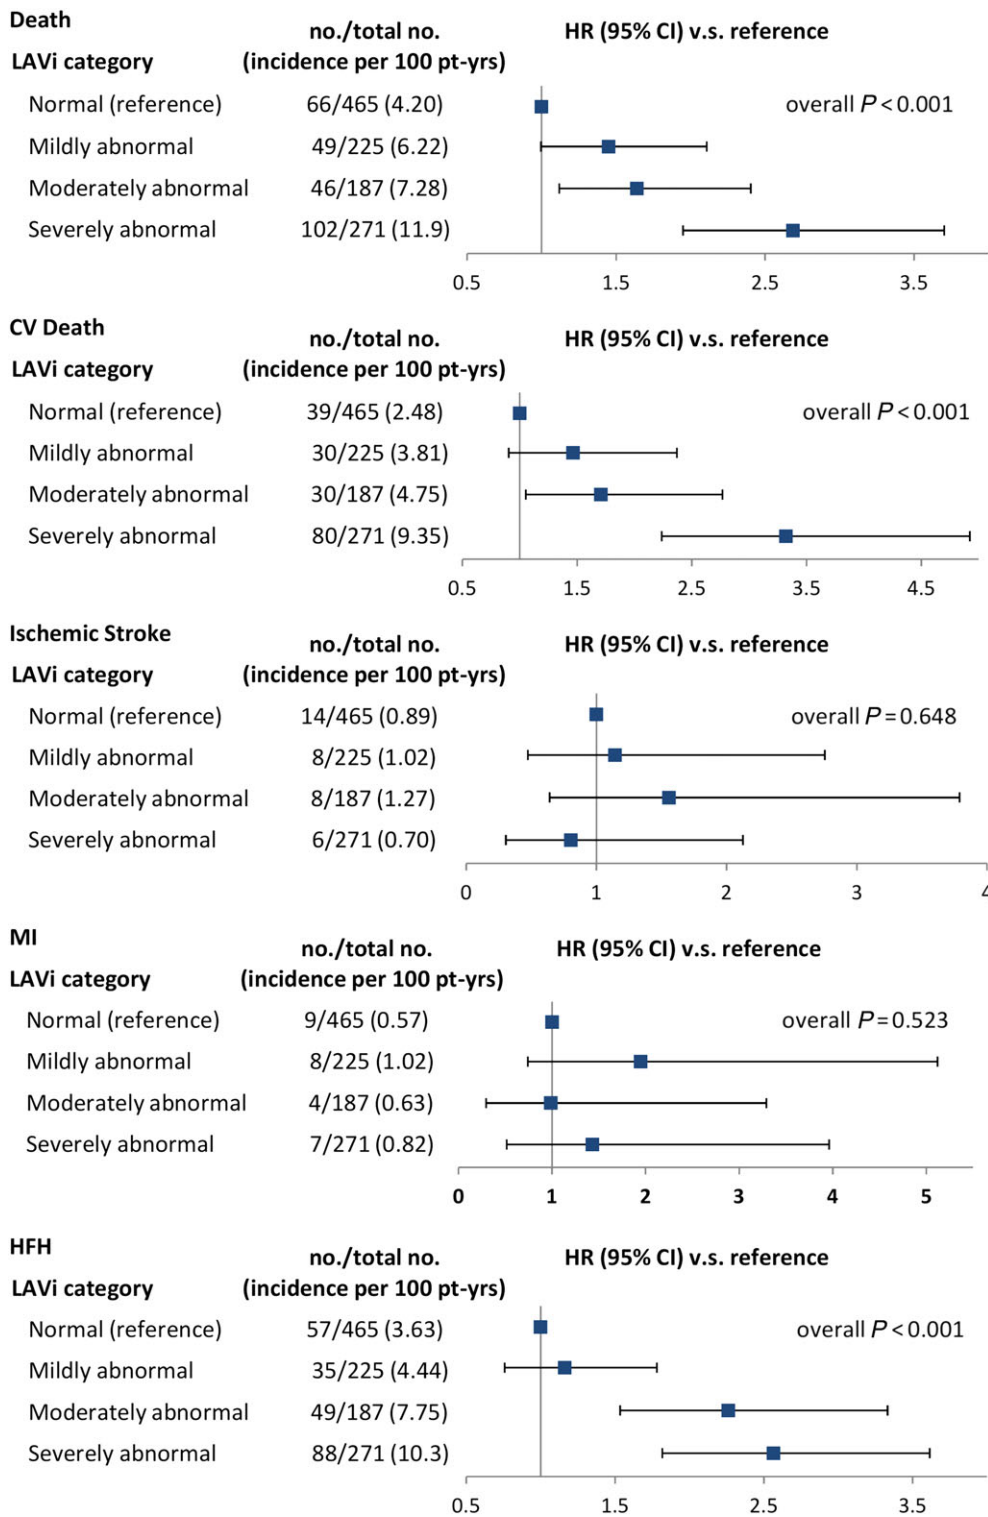 Death
no./total no. HR (95% CI) v.s. reference
LAVi category (incidence per 100 pt-yrs)
Normal (reference) 66/465 (4.20) overall P < 0.001
Mildly abnormal 49/225 (6.22)
Moderately abnormal 46/187 (7.28)
Severely abnormal 102/271 (11.9)
0.5 1.5 2.5 3.5
CV Death
no./total no. HR (95% CI) v.s. reference
LAVi category (incidence per 100 pt-yrs)
Normal (reference) 39/465 (2.48) overall P < 0.001
Mildly abnormal 30/225 (3.81)
Moderately abnormal 30/187 (4.75)
Severely abnormal 80/271 (9.35)
0.5 1.5 2.5 3.5 4.5
Ischemic Stroke
no./total no. HR (95% CI) v.s. reference
LAVi category (incidence per 100 pt-yrs)
Normal (reference) 14/465 (0.89) overall P = 0.648
Mildly abnormal 8/225 (1.02)
Moderately abnormal 8/187 (1.27)
Severely abnormal 6/271 (0.70)
0 1 2 3 4
MI
no./total no. HR (95% CI) v.s. reference
LAVi category (incidence per 100 pt-yrs)
Normal (reference) 9/465 (0.57) overall P = 0.523
Mildly abnormal 8/225 (1.02)
Moderately abnormal 4/187 (0.63)
Severely abnormal 7/271 (0.82)
0 1 2 3 4 5
HFH
no./total no. HR (95% CI) v.s. reference
LAVi category (incidence per 100 pt-yrs)
Normal (reference) 57/465 (3.63) overall P < 0.001
Mildly abnormal 35/225 (4.44)
Moderately abnormal 49/187 (7.75)
Severely abnormal 88/271 (10.3)
0.5 1.5 2.5 3.5